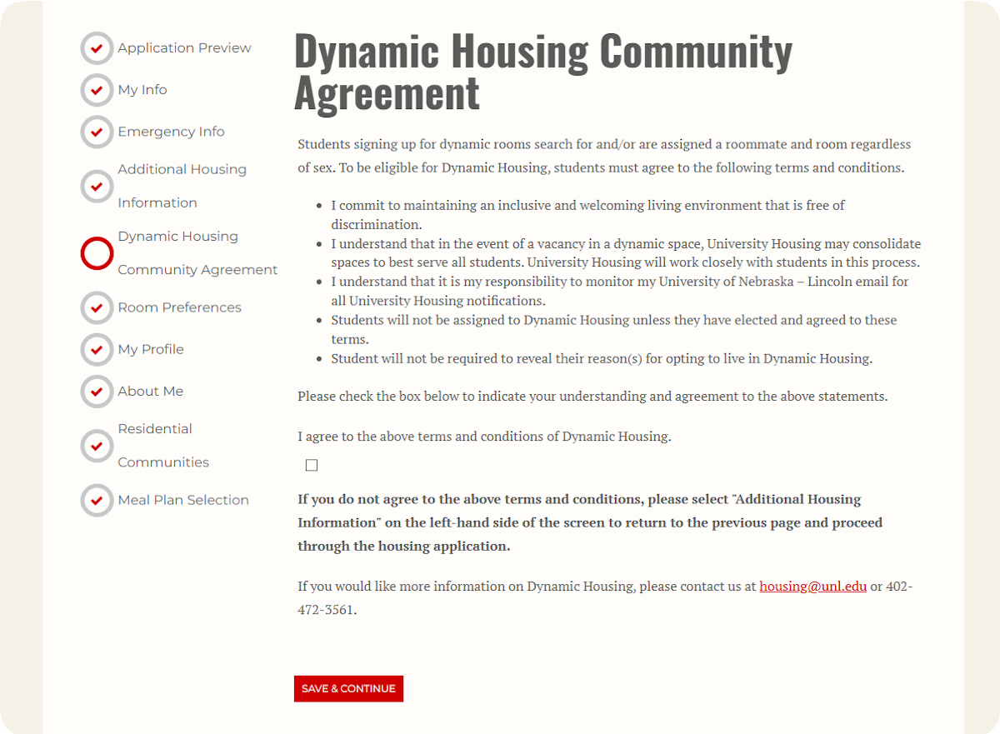 Application Preview
My Info
Emergency Info
Additional Housing
Information
Dynamic Housing
Community Agreement
Room Preferences
My Profile
About Me
Residential
Communities
Meal Plan Selection
Dynamic Housing Community
Agreement
Students signing up for dynamic rooms search for and/or are assigned a roommate and room regardless
of sex. To be eligible for Dynamic Housing, students must agree to the following terms and conditions.
• I commit to maintaining an inclusive and welcoming living environment that is free of
discrimination.
• I understand that in the event of a vacancy in a dynamic space, University Housing may consolidate
spaces to best serve all students. University Housing will work closely with students in this process.
• I understand that it is my responsibility to monitor my University of Nebraska – Lincoln email for
all University Housing notifications.
• Students will not be assigned to Dynamic Housing unless they have elected and agreed to these
terms.
• Student will not be required to reveal their reason(s) for opting to live in Dynamic Housing.
Please check the box below to indicate your understanding and agreement to the above statements.
I agree to the above terms and conditions of Dynamic Housing.
If you do not agree to the above terms and conditions, please select "Additional Housing
Information" on the left-hand side of the screen to return to the previous page and proceed
through the housing application.
If you would like more information on Dynamic Housing, please contact us at housing@unl.edu or 402-
472-3561.
SAVE & CONTINUE